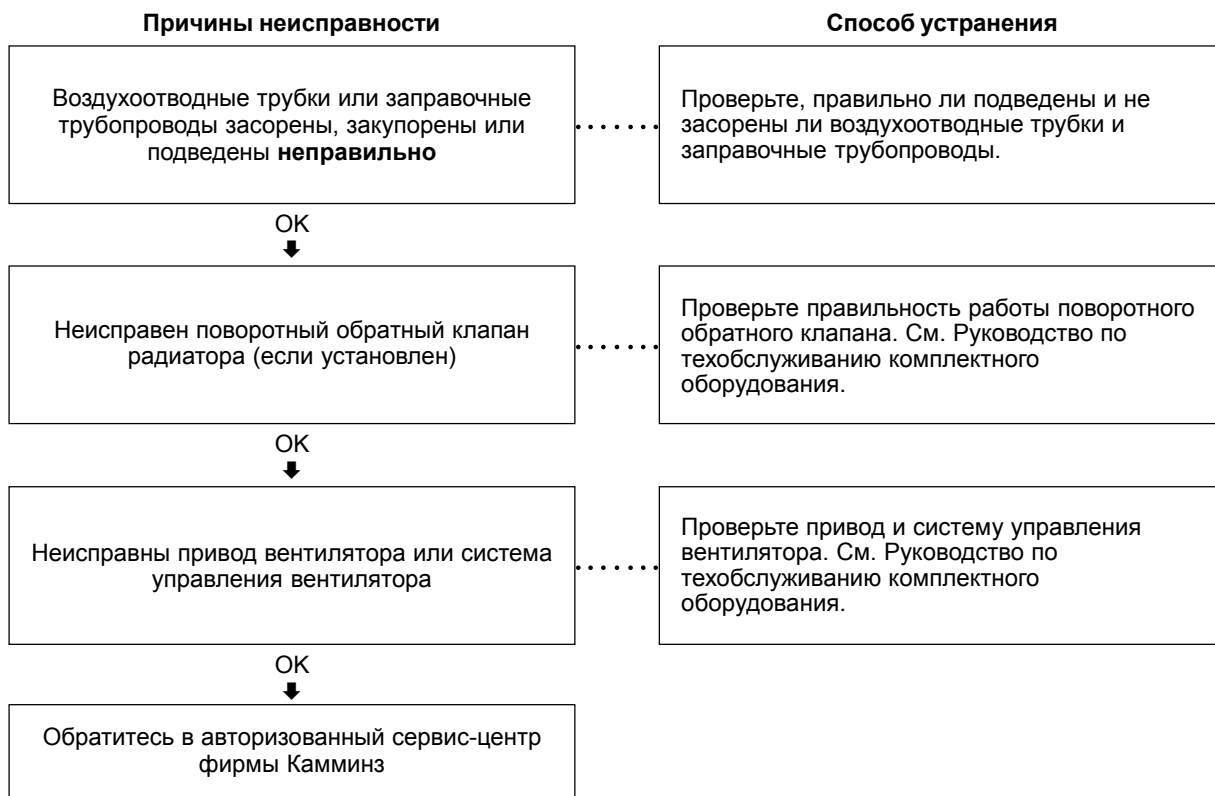 Причины неисправности
Способ устранения
Воздухоотводные трубки или заправочные
трубопроводы засорены, закупорены или
подведены неправильно
Проверьте, правильно ли подведены и не
засорены ли воздухоотводные трубки и
заправочные трубопроводы.
OK
Неисправен поворотный обратный клапан
радиатора (если установлен)
Проверьте правильность работы поворотного
обратного клапана. См. Руководство по
техобслуживанию комплектного
оборудования.
OK
Неисправны привод вентилятора или система
управления вентилятора
Проверьте привод и систему управления
вентилятора. См. Руководство по
техобслуживанию комплектного
оборудования.
OK
Обратитесь в авторизованный сервис-центр
фирмы Камминз